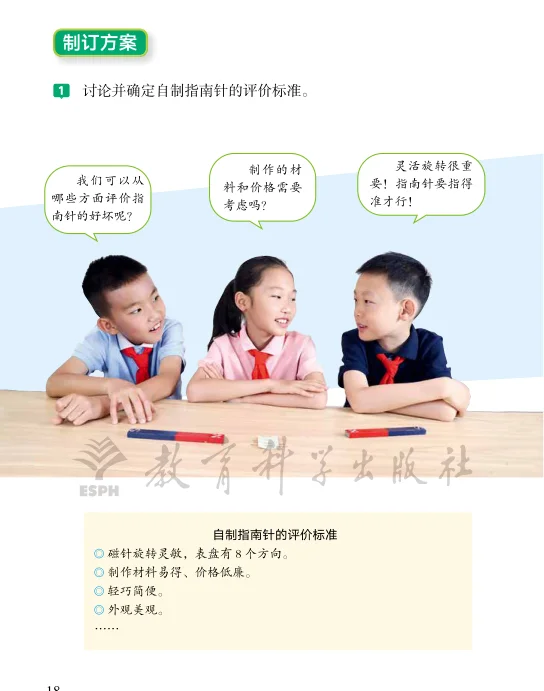 制订方案
1 讨论并确定自制指南针的评价标准。
我们可以从
哪些方面评价指
南针的好坏呢？
制作的材
料和价格需要
考虑吗？
灵活旋转很重
要！指南针要指得
准才行！
ESPH 教育科学出版社
自制指南针的评价标准
◎ 磁针旋转灵敏，表盘有 8 个方向。
◎ 制作材料易得、价格低廉。
◎ 轻巧简便。
◎ 外观美观。
……
18